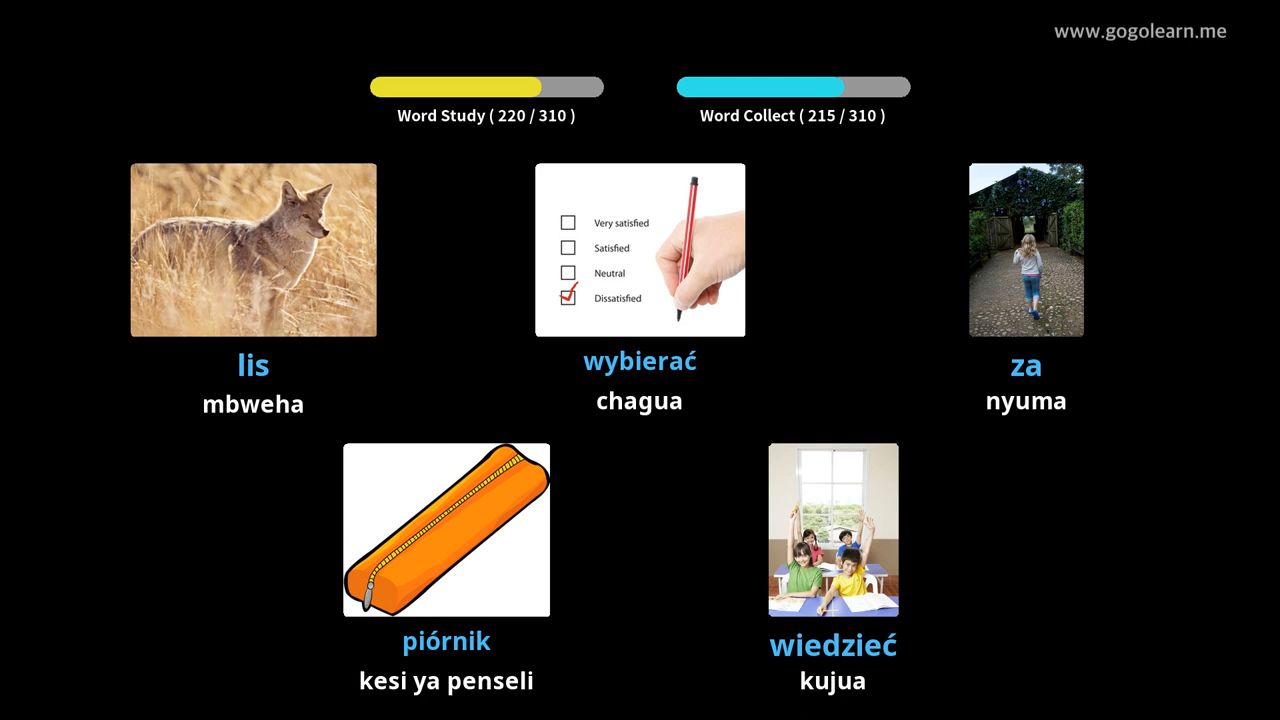 www.gogolearn.me
Word Study ( 220 / 310 )
Word Collect ( 215 / 310 )
Very satisfied
Satisfied
Neutral
Dissatisfied
lis
wybierać
za
mbweha
chagua
nyuma
piórnik
wiedzieć
kesi ya penseli
kujua